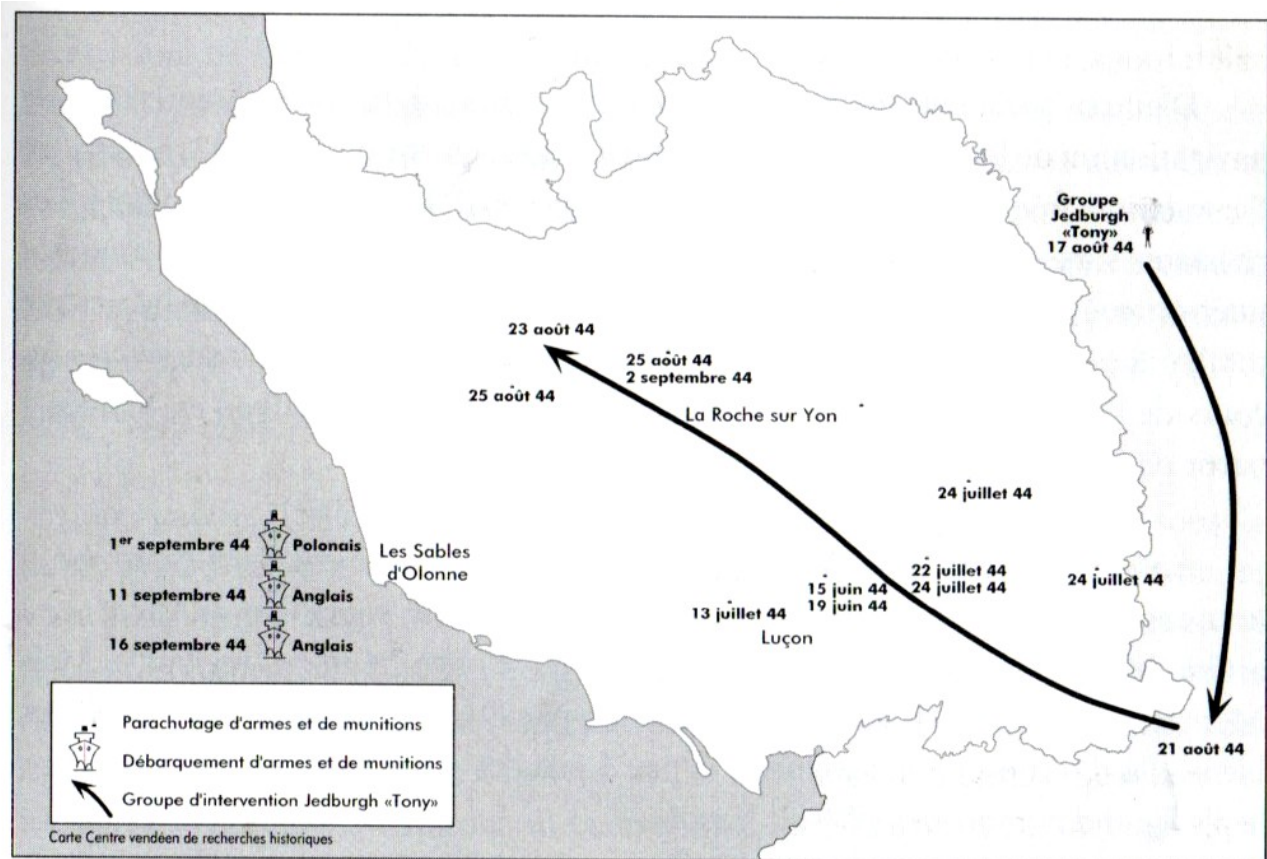 Groupe
Jedburgh
«Tony»
17 août 44
23 août 44
25 août 44
2 septembre 44
25 août 44
La Roche sur Yon
24 juillet 44
1er septembre 44 Polonais
Les Sables
d'Olonne
22 juillet 44
24 juillet 44
24 juillet 44
15 juin 44
19 juin 44
11 septembre 44 Anglais
13 juillet 44
Luçon
16 septembre 44 Anglais
21 août 44
Parachutage d'armes et de munitions
Débarquement d'armes et de munitions
Groupe d'intervention Jedburgh «Tony»
Carte Centre vendéen de recherches historiques